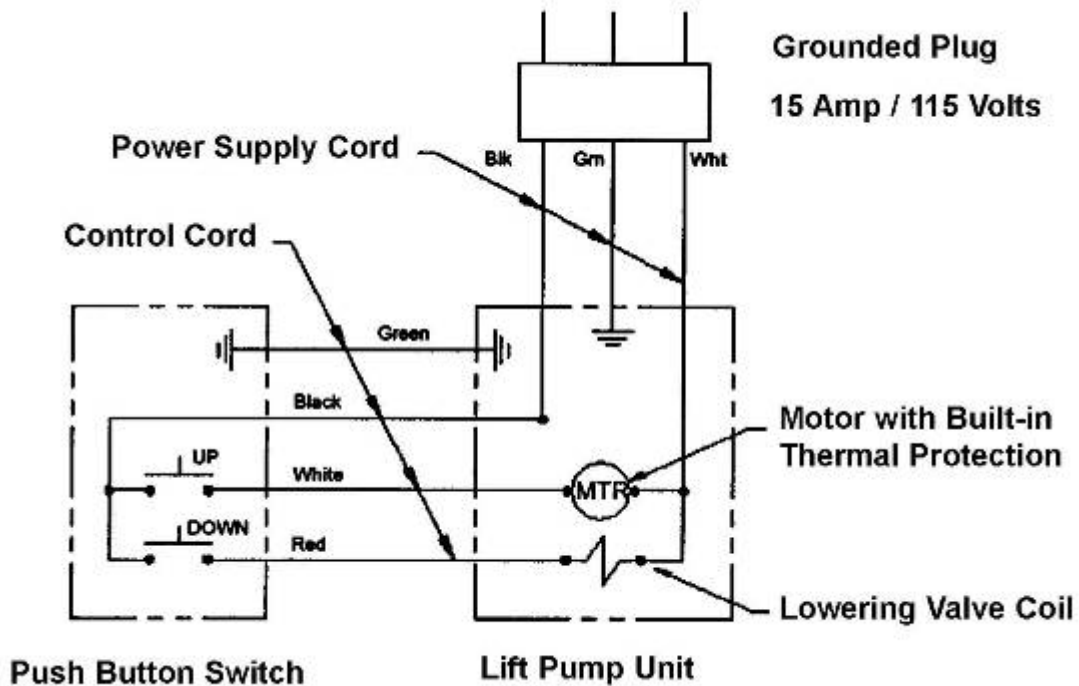 Grounded Plug
15 Amp / 115 Volts
Power Supply Cord
Blk
Grn
Wht
Control Cord
Green
Black
UP
White
MTR
Motor with Built-in
Thermal Protection
DOWN
Red
Lowering Valve Coil
Push Button Switch
Lift Pump Unit